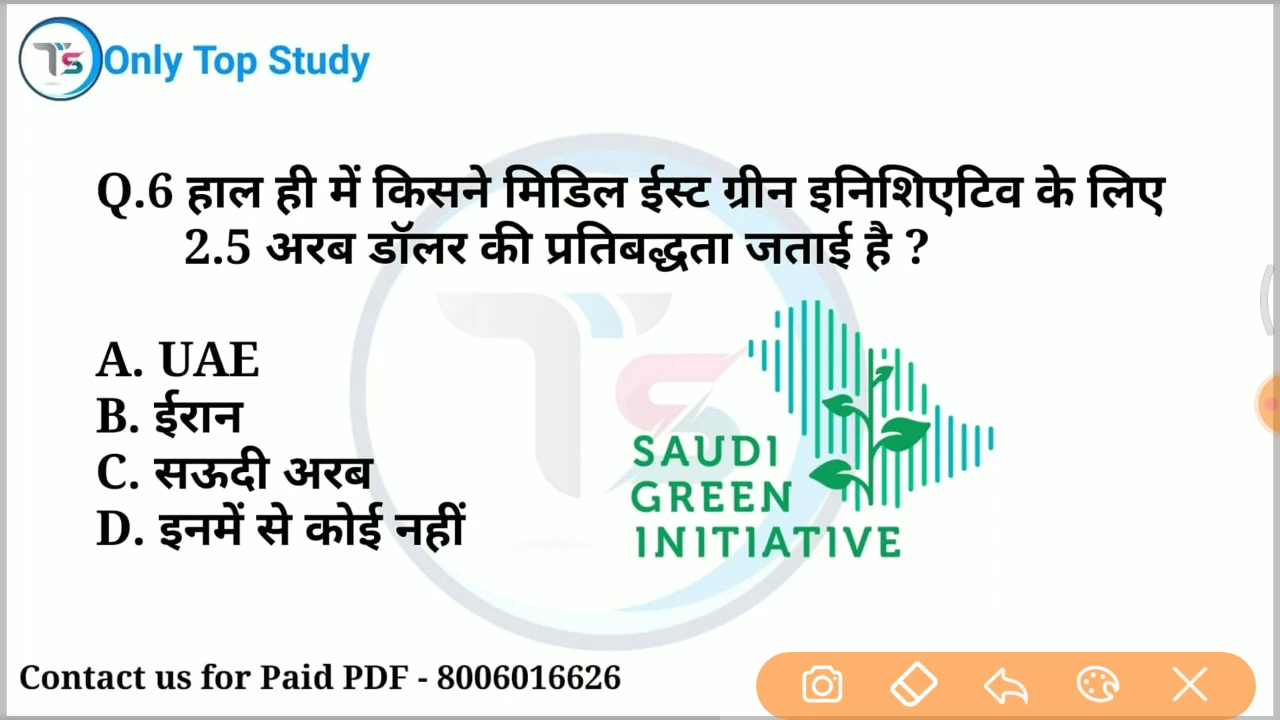 TS Only Top Study
Q.6 हाल ही में किसने मिडिल ईस्ट ग्रीन इनिशिएटिव के लिए
2.5 अरब डॉलर की प्रतिबद्धता जताई है ?
A. UAE
B. ईरान
C. सऊदी अरब
D. इनमें से कोई नहीं
SAUDI
GREEN
INITIATIVE
Contact us for Paid PDF - 8006016626